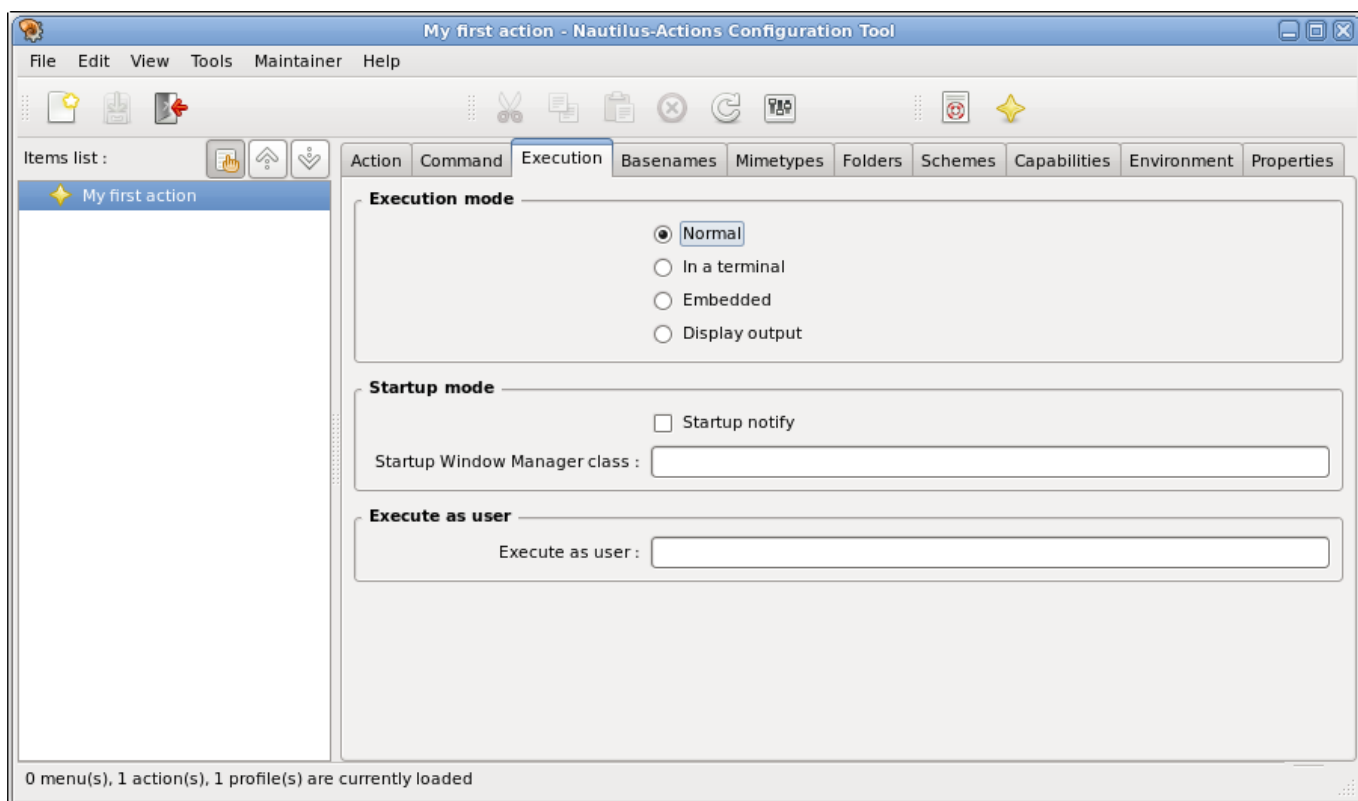 My first action - Nautilus-Actions Configuration Tool
File Edit View Tools Maintainer Help
Items list :
Action Command Execution Basenames Mimetypes Folders Schemes Capabilities Environment Properties
My first action
Execution mode
Normal
In a terminal
Embedded
Display output
Startup mode
Startup notify
Startup Window Manager class :
Execute as user
Execute as user :
0 menu(s), 1 action(s), 1 profile(s) are currently loaded